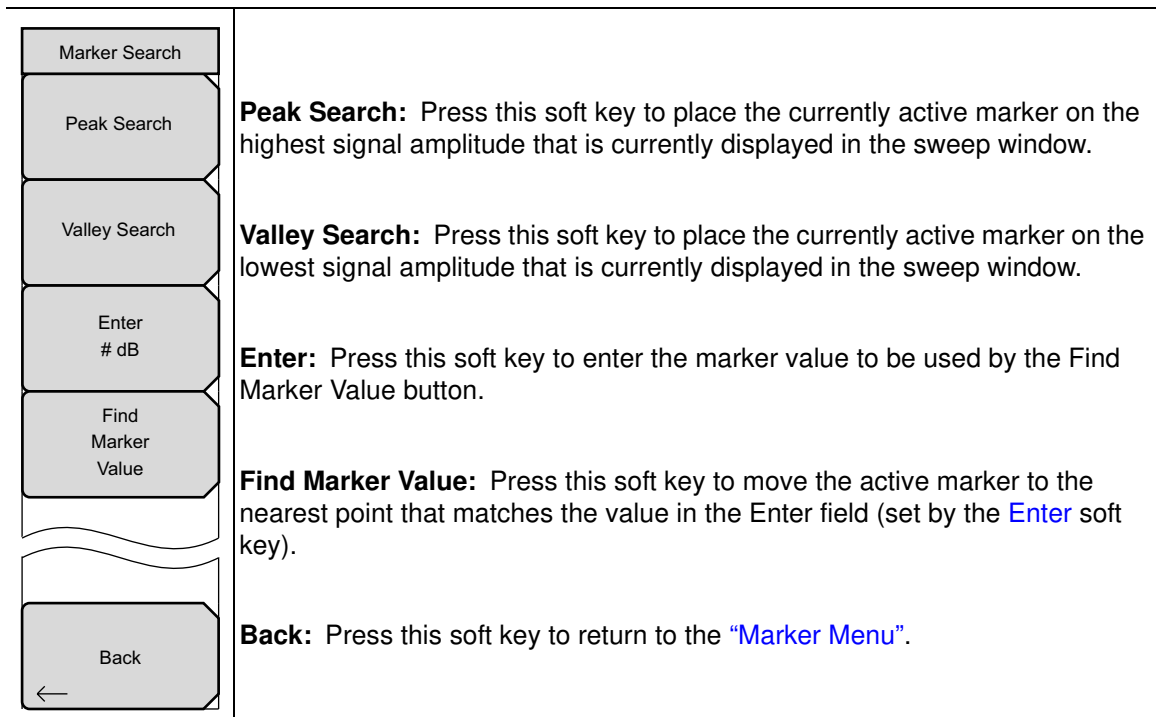 Marker Search
Peak Search
Valley Search
Enter
# dB
Find
Marker
Value
Back
Peak Search: Press this soft key to place the currently active marker on the
highest signal amplitude that is currently displayed in the sweep window.
Valley Search: Press this soft key to place the currently active marker on the
lowest signal amplitude that is currently displayed in the sweep window.
Enter: Press this soft key to enter the marker value to be used by the Find
Marker Value button.
Find Marker Value: Press this soft key to move the active marker to the
nearest point that matches the value in the Enter field (set by the Enter soft
key).
Back: Press this soft key to return to the “Marker Menu”.